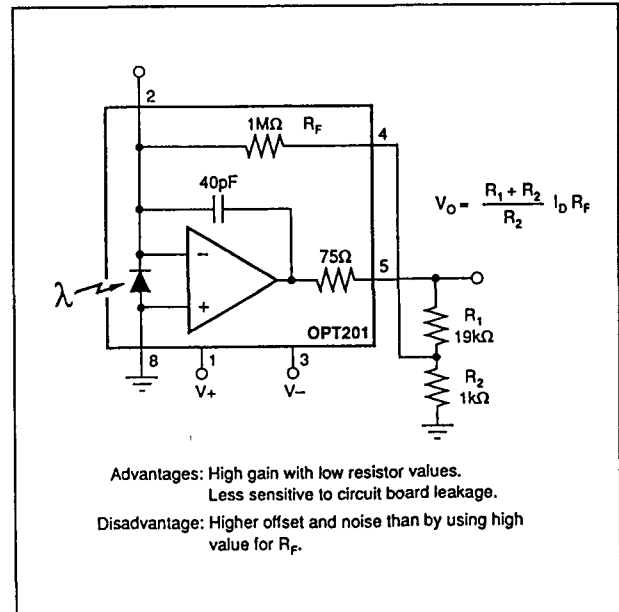 2
1MΩ R_F 4
40pF
V_O = (R_1 + R_2) / R_2 I_D R_F
−
75Ω 5
λ
+
R_1
19kΩ
OPT201
8 1 3
R_2
1kΩ
V+ V−
Advantages: High gain with low resistor values.
Less sensitive to circuit board leakage.
Disadvantage: Higher offset and noise than by using high
value for R_F.